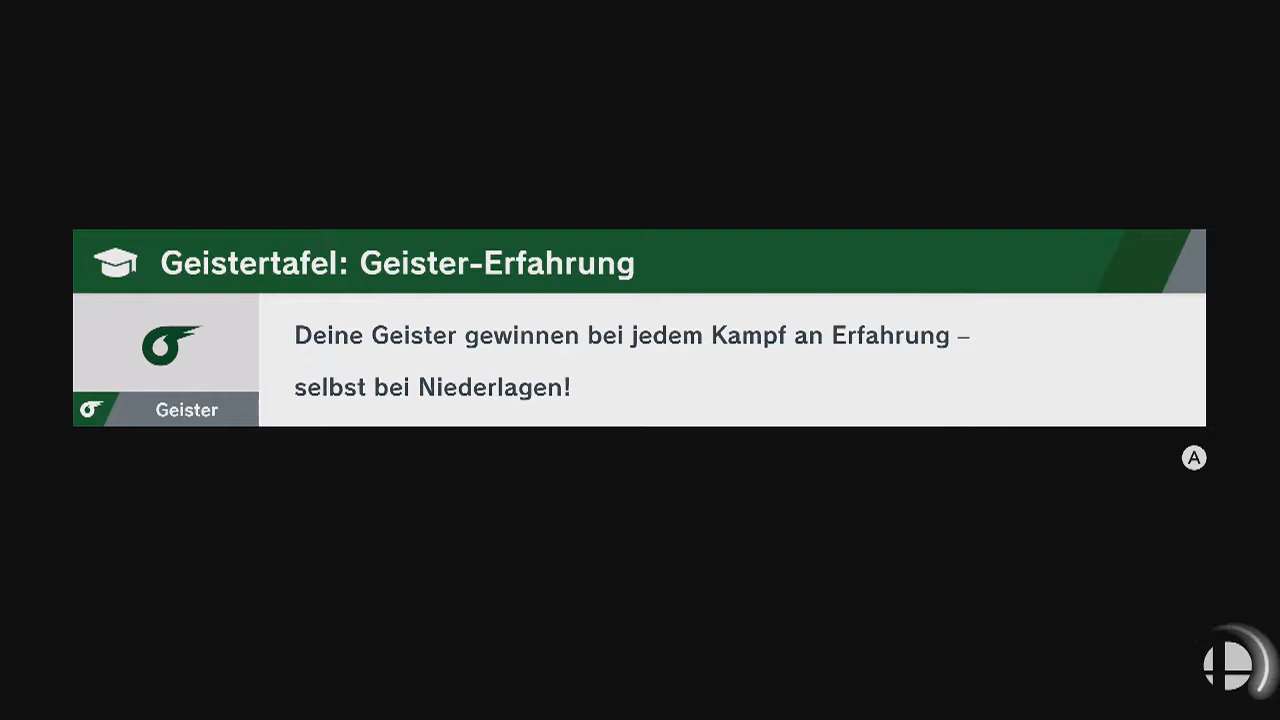 Geistertafel: Geister-Erfahrung
Deine Geister gewinnen bei jedem Kampf an Erfahrung –
selbst bei Niederlagen!
Geister
A